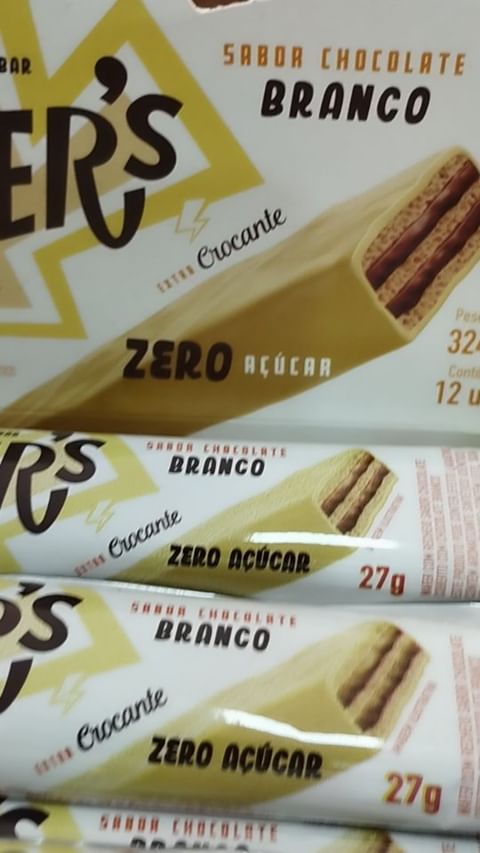 BAR
SABOR CHOCOLATE
BRANCO
ER'S
EXTRA Crocante
ZERO AÇÚCAR
324
12 u
R'S
SABOR CHOCOLATE
BRANCO
EXTRA Crocante
ZERO AÇÚCAR
27g
'S
SABOR CHOCOLATE
BRANCO
EXTRA Crocante
ZERO AÇÚCAR
27g
SABOR CHOCOLATE
BRANCO